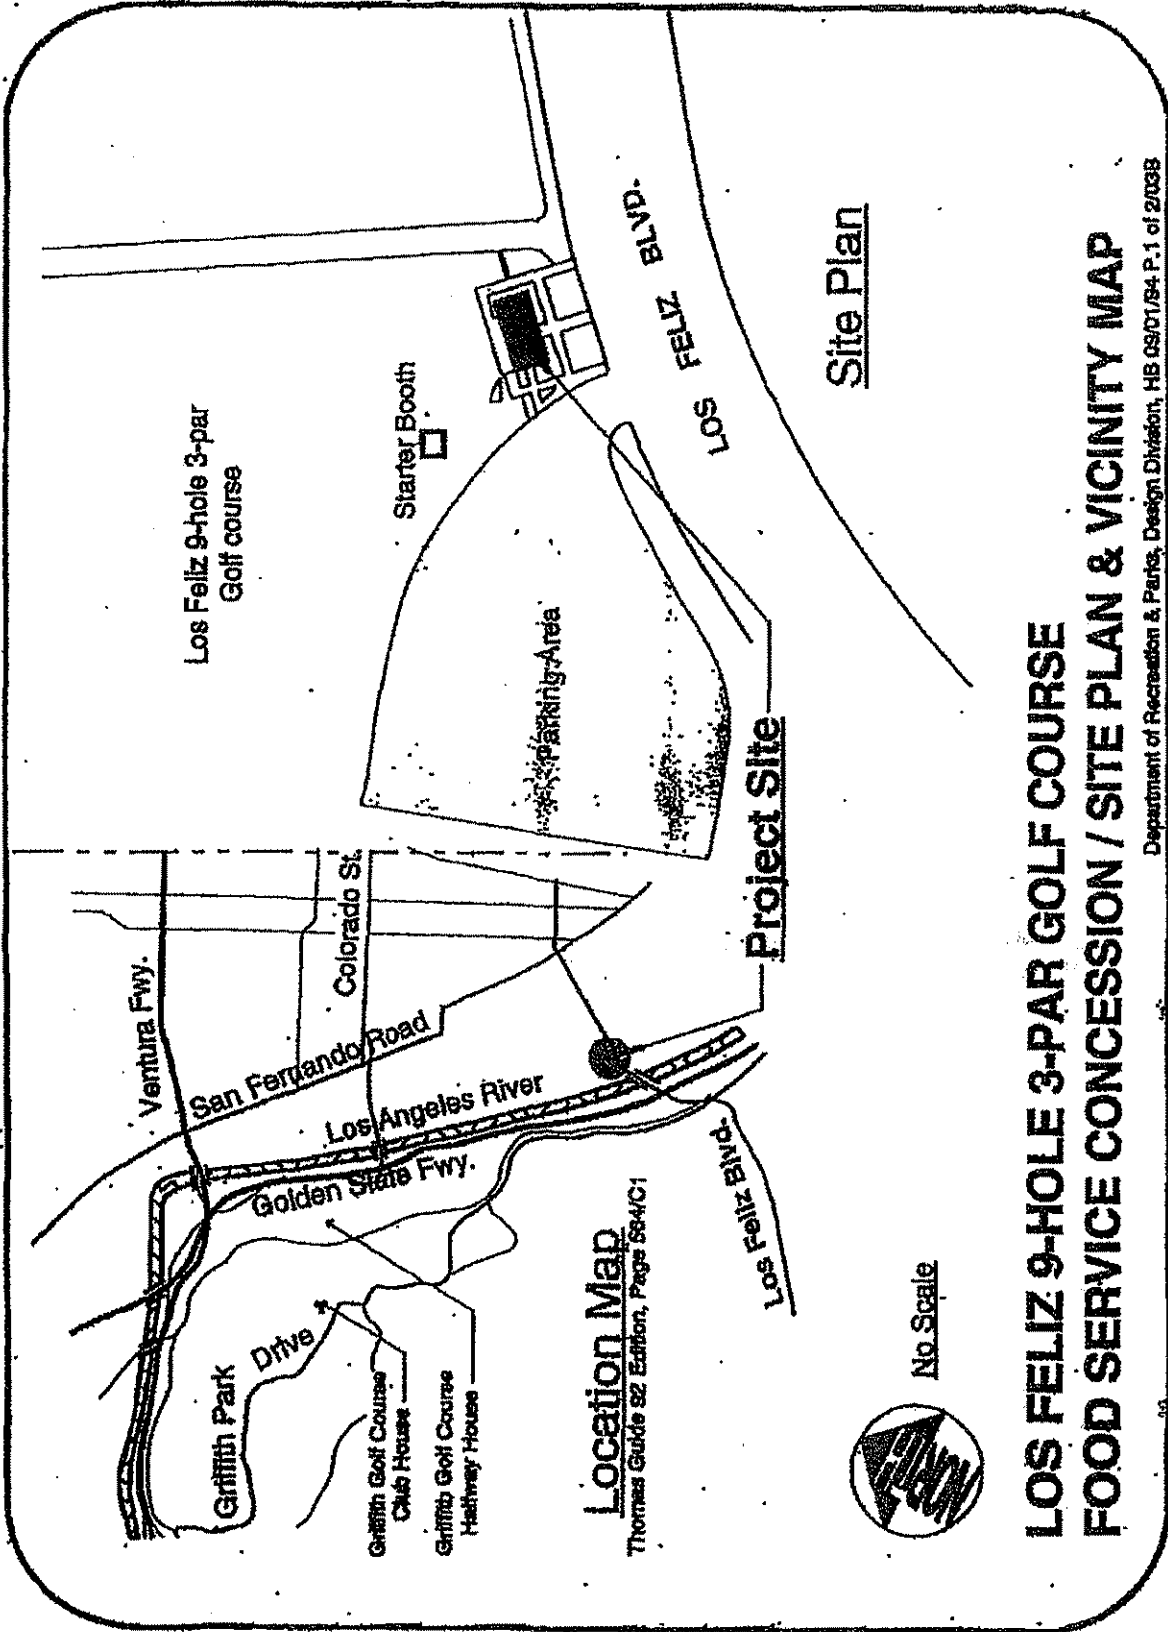 Ventura Fwy.
San Fernando Road
Colorado St.
Los Angeles River
Golden State Fwy.
Griffith Park
Drive
Griffith Golf Course
Club House
Griffith Golf Course
Halfway House
Location Map
Thomas Guide 92 Edition, Page 564/C1
Los Feliz Blvd.
Project Site
Los Feliz 9-hole 3-par
Golf course
Starter Booth
Parking Area
LOS FELIZ BLVD.
Site Plan
No Scale
LOS FELIZ 9-HOLE 3-PAR GOLF COURSE
FOOD SERVICE CONCESSION / SITE PLAN & VICINITY MAP
Department of Recreation & Parks, Design Division, HB 09/01/94 P.1 of 2/03B